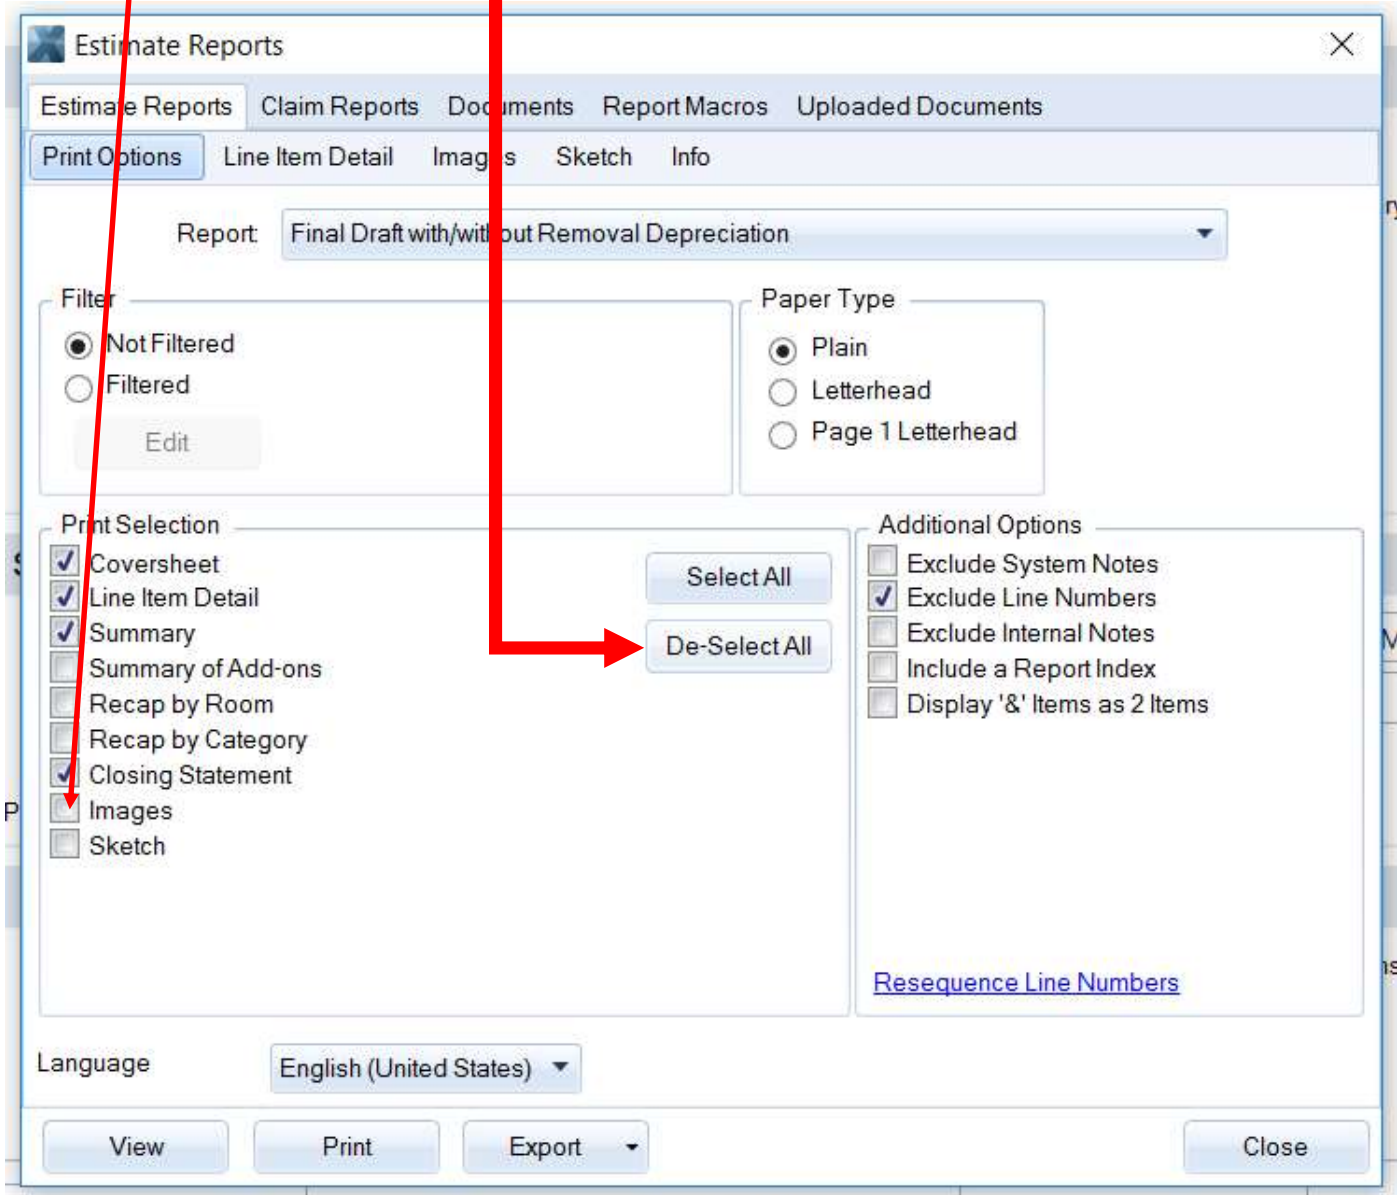 Estimate Reports
Estimate Reports Claim Reports Documents Report Macros Uploaded Documents
Print Options Line Item Detail Images Sketch Info
Report: Final Draft with/without Removal Depreciation
Filter
Not Filtered
Filtered
Edit
Paper Type
Plain
Letterhead
Page 1 Letterhead
Print Selection
Coversheet
Line Item Detail
Summary
Summary of Add-ons
Recap by Room
Recap by Category
Closing Statement
Images
Sketch
Select All
De-Select All
Additional Options
Exclude System Notes
Exclude Line Numbers
Exclude Internal Notes
Include a Report Index
Display '&' Items as 2 Items
Resequence Line Numbers
Language English (United States)
View Print Export Close